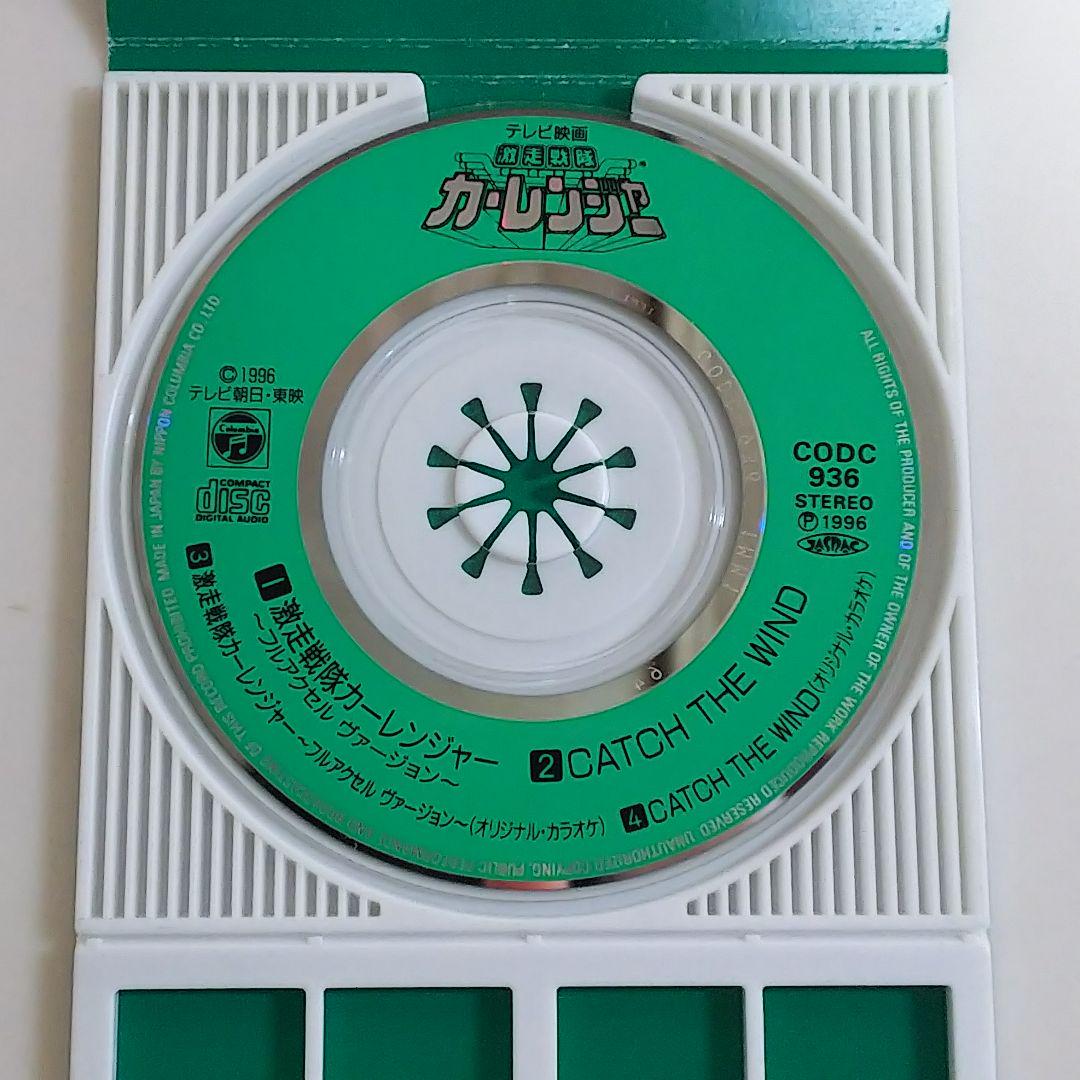 テレビ映画
激走戦隊
カーレンジャー
©1996
テレビ朝日・東映
Columbia
COMPACT
disc
DIGITAL AUDIO
CODC
936
STEREO
Ⓟ1996
JASRAC
1 激走戦隊カーレンジャー
〜フルアクセル ヴァージョン〜
2 CATCH THE WIND
3 激走戦隊カーレンジャー 〜フルアクセル ヴァージョン〜(オリジナル・カラオケ)
4 CATCH THE WIND(オリジナル・カラオケ)
ALL RIGHTS OF THE PRODUCER AND OF THE OWNER OF THE WORK REPRODUCED RESERVED UNAUTHORIZED COPYING, PUBLIC PERFORMANCE AND BROADCASTING OF THIS RECORD PROHIBITED MADE IN JAPAN BY NIPPON COLUMBIA CO. LTD